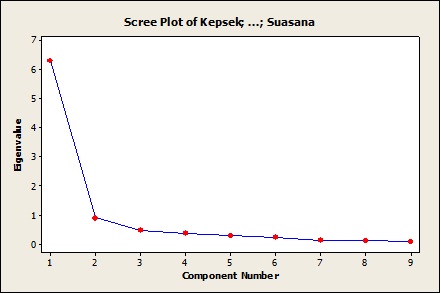 Scree Plot of Kepsek; ...; Suasana
7
6
5
4
3
2
1
0
Eigenvalue
1 2 3 4 5 6 7 8 9
Component Number